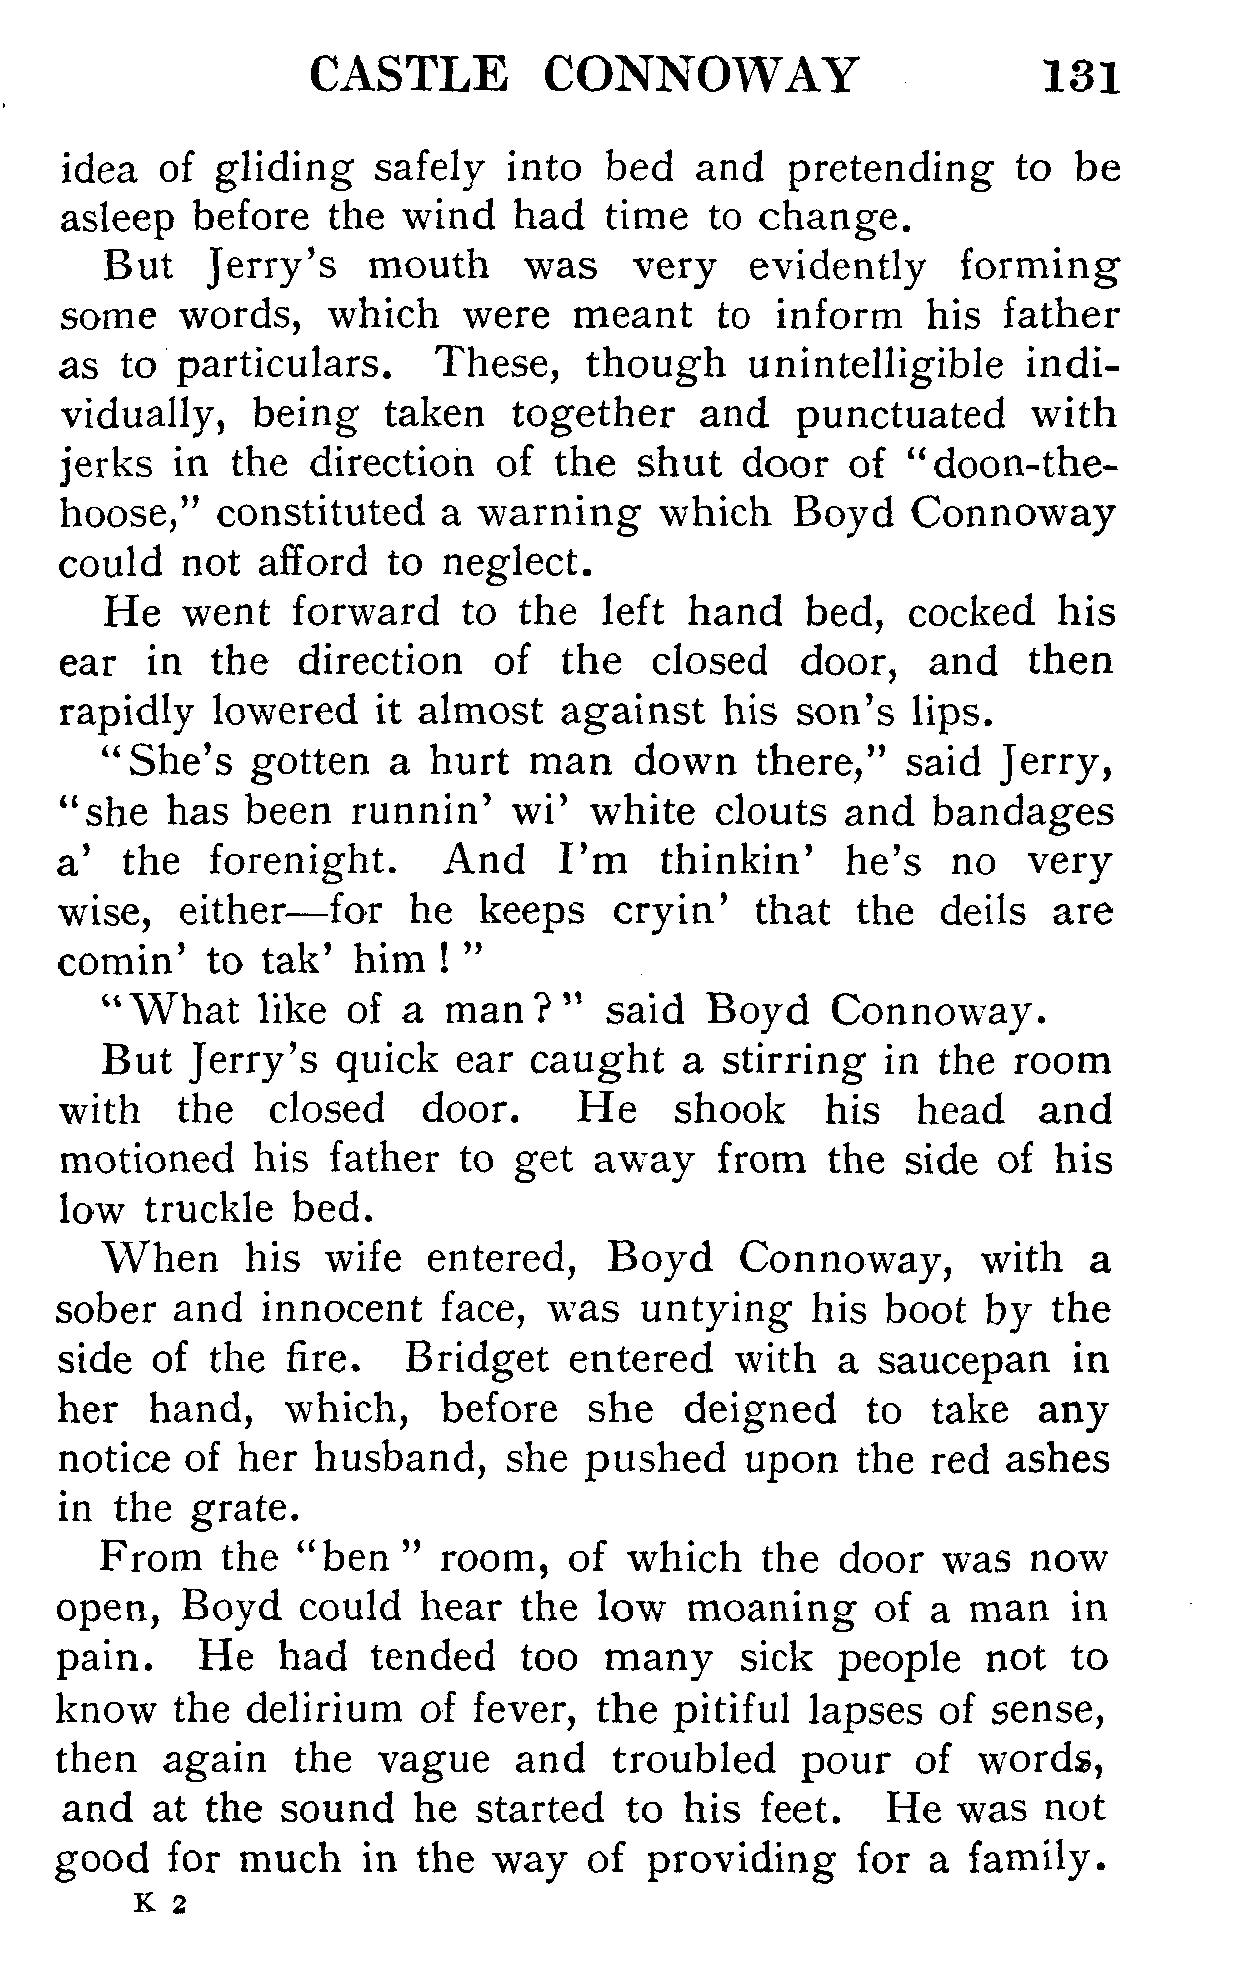 CASTLE CONNOWAY 131
idea of gliding safely into bed and pretending to be
asleep before the wind had time to change.
But Jerry's mouth was very evidently forming
some words, which were meant to inform his father
as to particulars. These, though unintelligible indi-
vidually, being taken together and punctuated with
jerks in the direction of the shut door of "doon-the-
hoose," constituted a warning which Boyd Connoway
could not afford to neglect.
He went forward to the left hand bed, cocked his
ear in the direction of the closed door, and then
rapidly lowered it almost against his son's lips.
"She's gotten a hurt man down there," said Jerry,
"she has been runnin' wi' white clouts and bandages
a' the forenight. And I'm thinkin' he's no very
wise, either—for he keeps cryin' that the deils are
comin' to tak' him!"
"What like of a man?" said Boyd Connoway.
But Jerry's quick ear caught a stirring in the room
with the closed door. He shook his head and
motioned his father to get away from the side of his
low truckle bed.
When his wife entered, Boyd Connoway, with a
sober and innocent face, was untying his boot by the
side of the fire. Bridget entered with a saucepan in
her hand, which, before she deigned to take any
notice of her husband, she pushed upon the red ashes
in the grate.
From the "ben" room, of which the door was now
open, Boyd could hear the low moaning of a man in
pain. He had tended too many sick people not to
know the delirium of fever, the pitiful lapses of sense,
then again the vague and troubled pour of words,
and at the sound he started to his feet. He was not
good for much in the way of providing for a family.
K 2